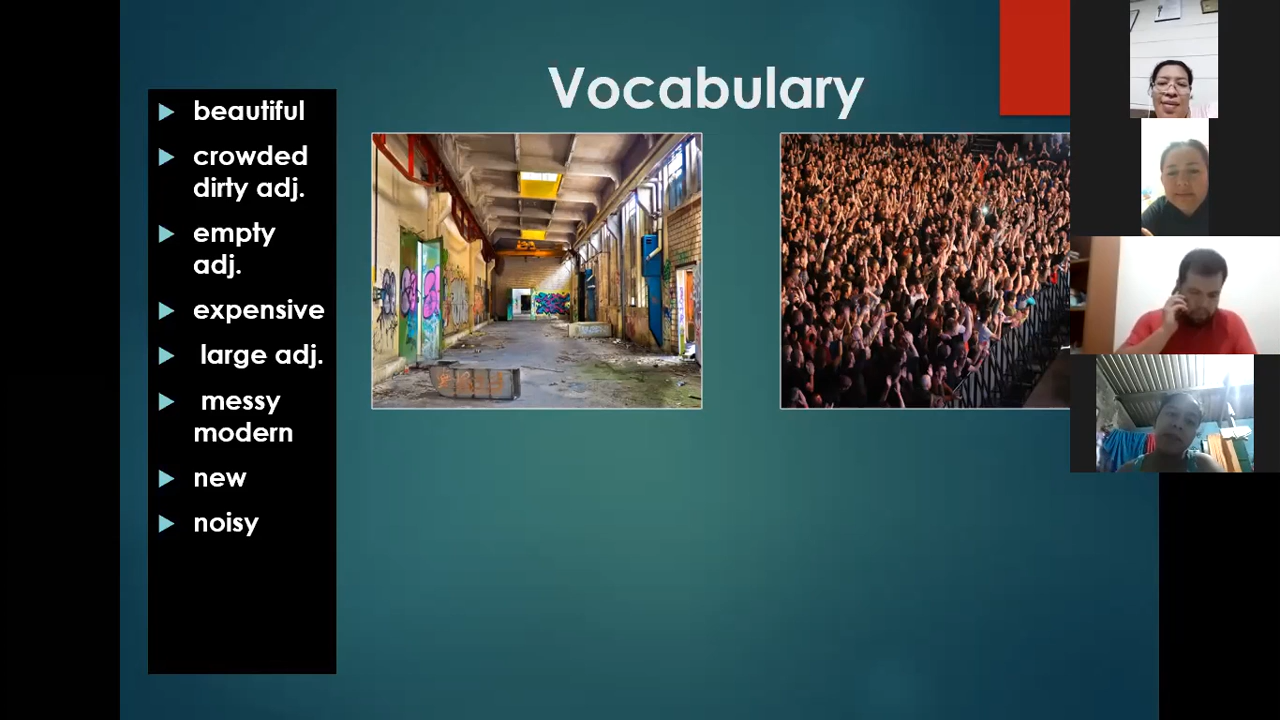 Vocabulary
beautiful
crowded
dirty adj.
empty
adj.
expensive
large adj.
messy
modern
new
noisy